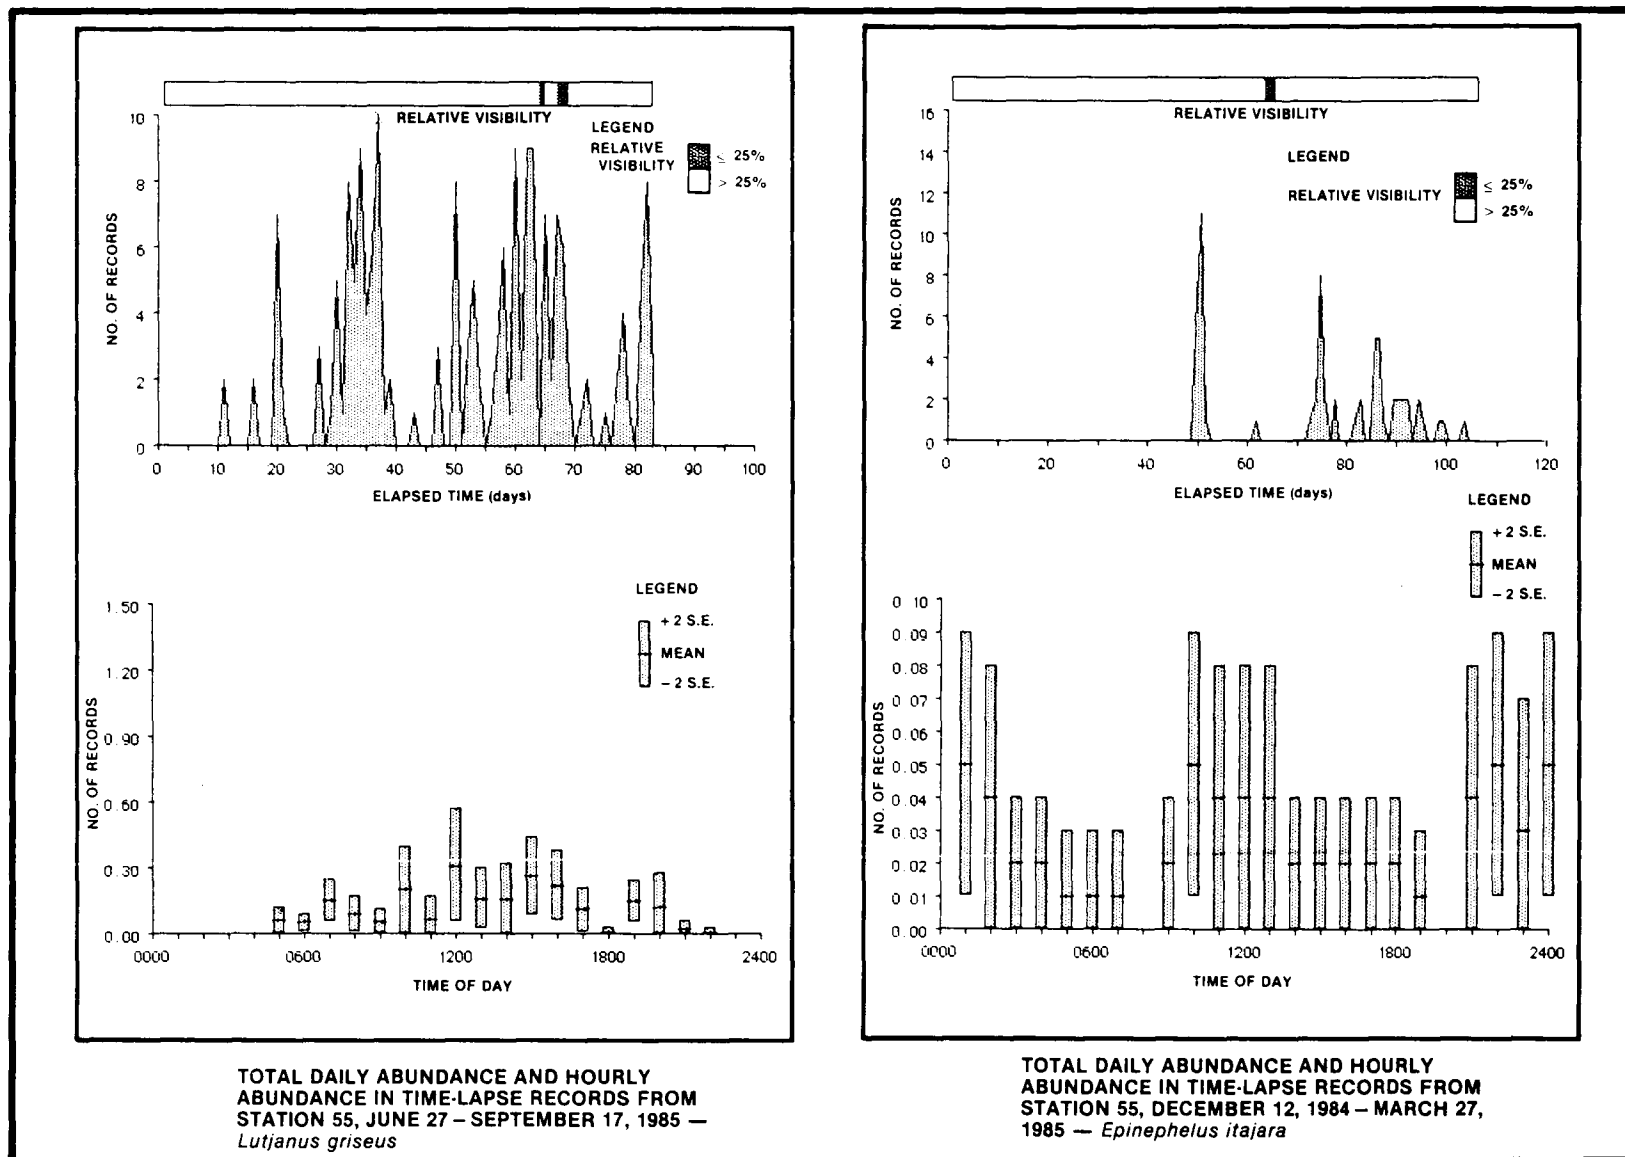 RELATIVE VISIBILITY
LEGEND
RELATIVE
VISIBILITY
≤ 25%
> 25%
10
8
6
4
2
0
NO. OF RECORDS
0 10 20 30 40 50 60 70 80 90 100
ELAPSED TIME (days)
LEGEND
+ 2 S.E.
MEAN
– 2 S.E.
1.50
1.20
0.90
0.60
0.30
0.00
NO. OF RECORDS
0000 0600 1200 1800 2400
TIME OF DAY
TOTAL DAILY ABUNDANCE AND HOURLY
ABUNDANCE IN TIME-LAPSE RECORDS FROM
STATION 55, JUNE 27 – SEPTEMBER 17, 1985 —
Lutjanus griseus
RELATIVE VISIBILITY
LEGEND
RELATIVE VISIBILITY
≤ 25%
> 25%
16
14
12
10
8
6
4
2
0
NO. OF RECORDS
0 20 40 60 80 100 120
ELAPSED TIME (days)
LEGEND
+ 2 S.E.
MEAN
– 2 S.E.
0.10
0.09
0.08
0.07
0.06
0.05
0.04
0.03
0.02
0.01
0.00
NO. OF RECORDS
0000 0600 1200 1800 2400
TIME OF DAY
TOTAL DAILY ABUNDANCE AND HOURLY
ABUNDANCE IN TIME-LAPSE RECORDS FROM
STATION 55, DECEMBER 12, 1984 – MARCH 27,
1985 — Epinephelus itajara